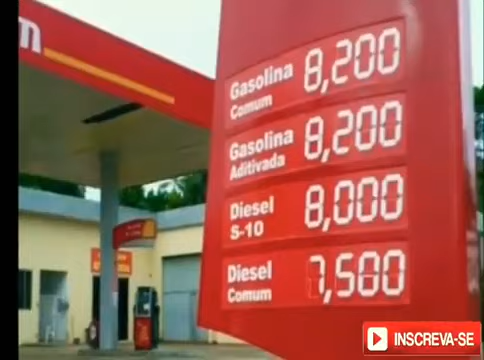 m
Gasolina
Comum
8,200
Gasolina
Aditivada
8,200
Diesel
S-10
8,000
Diesel
Comum
7,500
INSCREVA-SE